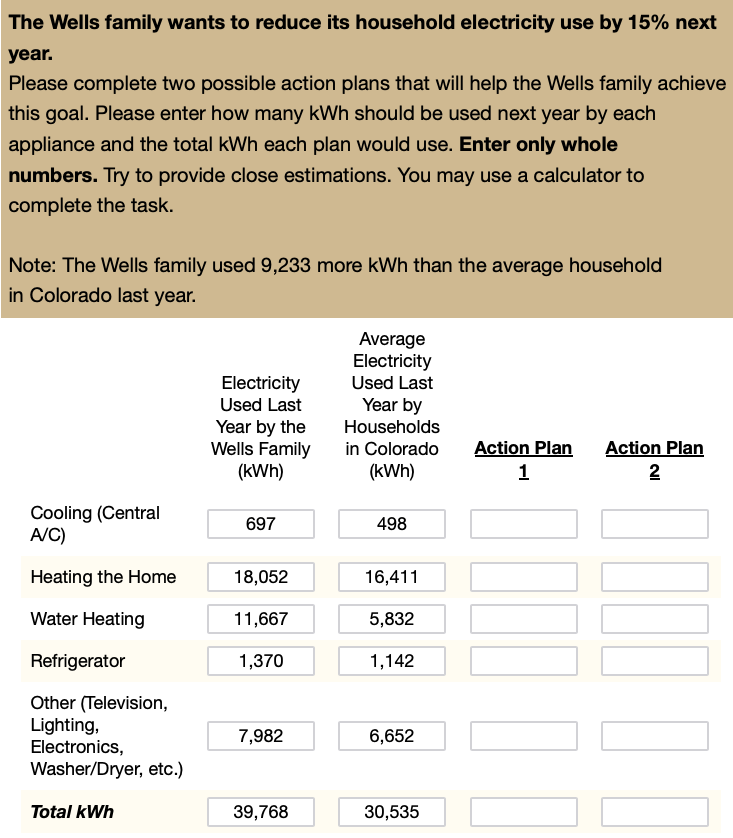 The Wells family wants to reduce its household electricity use by 15% next
year.
Please complete two possible action plans that will help the Wells family achieve
this goal. Please enter how many kWh should be used next year by each
appliance and the total kWh each plan would use. Enter only whole
numbers. Try to provide close estimations. You may use a calculator to
complete the task.
Note: The Wells family used 9,233 more kWh than the average household
in Colorado last year.
Electricity
Used Last
Year by the
Wells Family
(kWh)
Average
Electricity
Used Last
Year by
Households
in Colorado
(kWh)
Action Plan
1
Action Plan
2
Cooling (Central
A/C)
697
498
Heating the Home
18,052
16,411
Water Heating
11,667
5,832
Refrigerator
1,370
1,142
Other (Television,
Lighting,
Electronics,
Washer/Dryer, etc.)
7,982
6,652
Total kWh
39,768
30,535